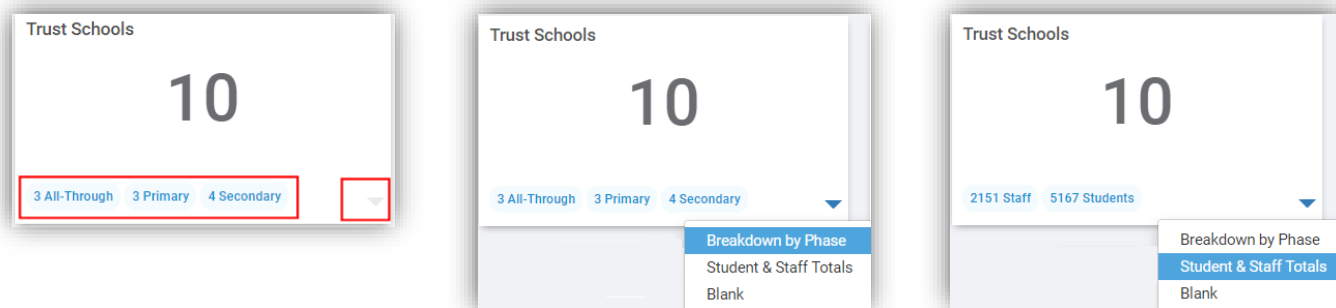 Trust Schools
10
3 All-Through 3 Primary 4 Secondary
Trust Schools
10
3 All-Through 3 Primary 4 Secondary
Breakdown by Phase
Student & Staff Totals
Blank
Trust Schools
10
2151 Staff 5167 Students
Breakdown by Phase
Student & Staff Totals
Blank